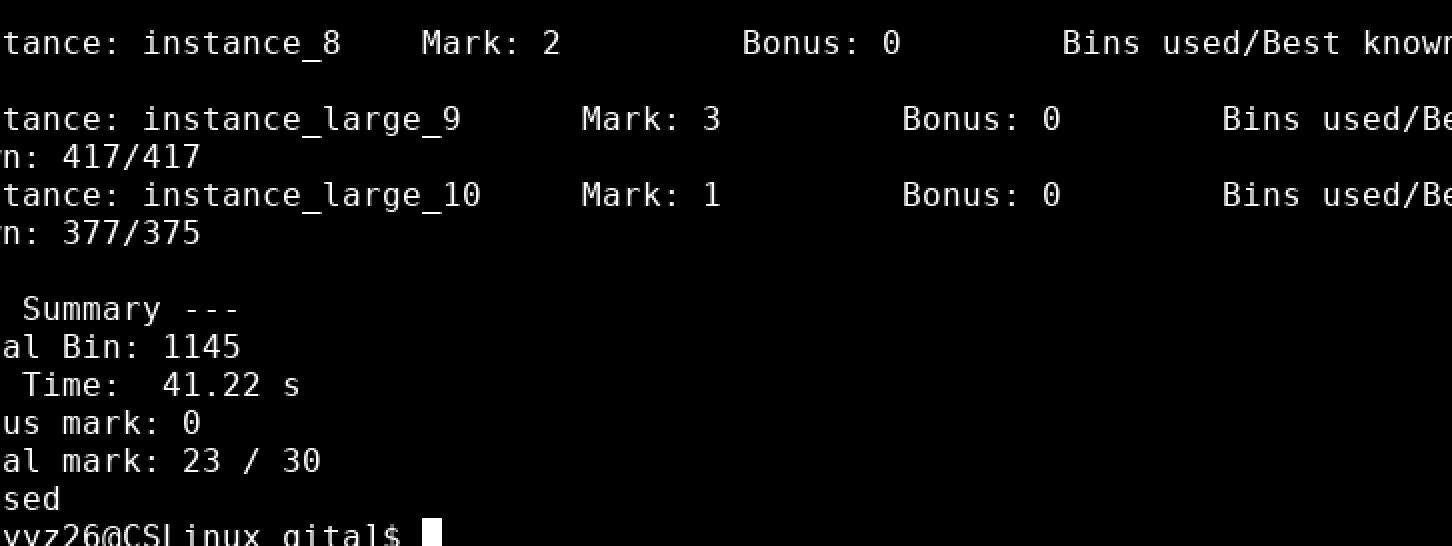 tance: instance_8    Mark: 2         Bonus: 0        Bins used/Best known
tance: instance_large_9      Mark: 3         Bonus: 0        Bins used/Be
n: 417/417
tance: instance_large_10     Mark: 1         Bonus: 0        Bins used/Be
n: 377/375
Summary ---
al Bin: 1145
Time:  41.22 s
us mark: 0
al mark: 23 / 30
sed
yyz26@CSLinux gita]$